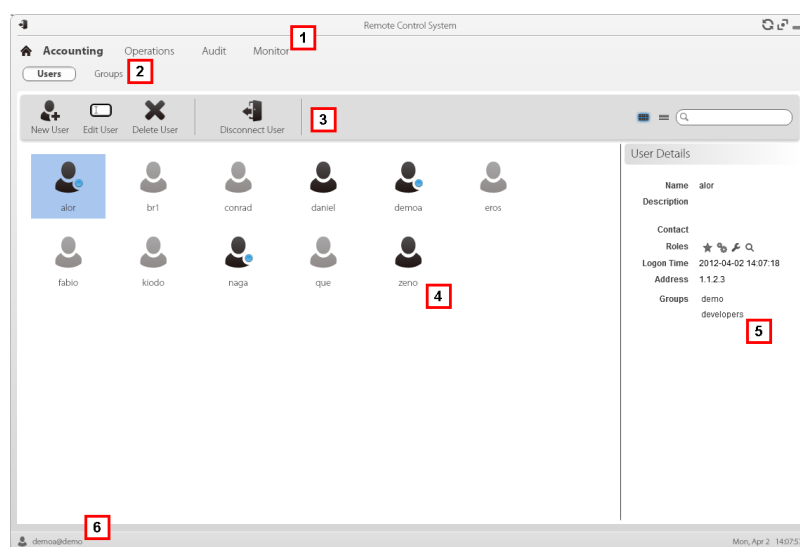 Remote Control System
1
Accounting Operations Audit Monitor
Users Groups 2
New User Edit User Delete User Disconnect User 3
User Details
alor br1 conrad daniel demoa eros
Name alor
Description
Contact
Roles
Logon Time 2012-04-02 14:07:18
Address 1.1.2.3
fabio kiodo naga que zeno
4
Groups demo
developers
5
6
demoa@demo Mon, Apr 2